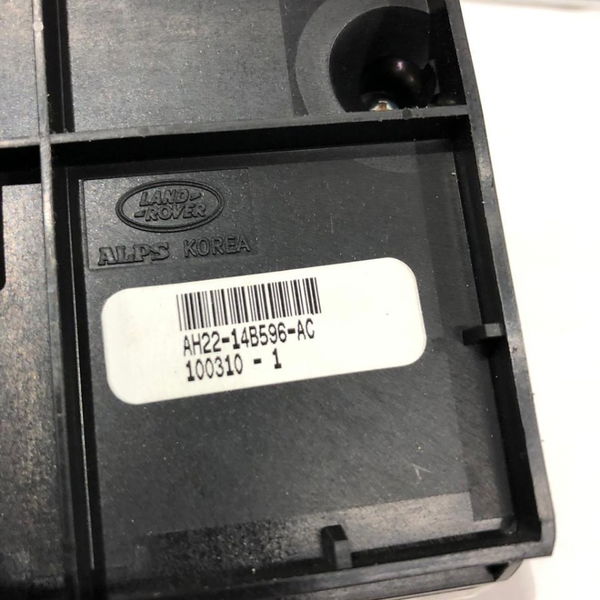 LAND-
-ROVER
ALPS KOREA
AH22-14B596-AC
100310 - 1